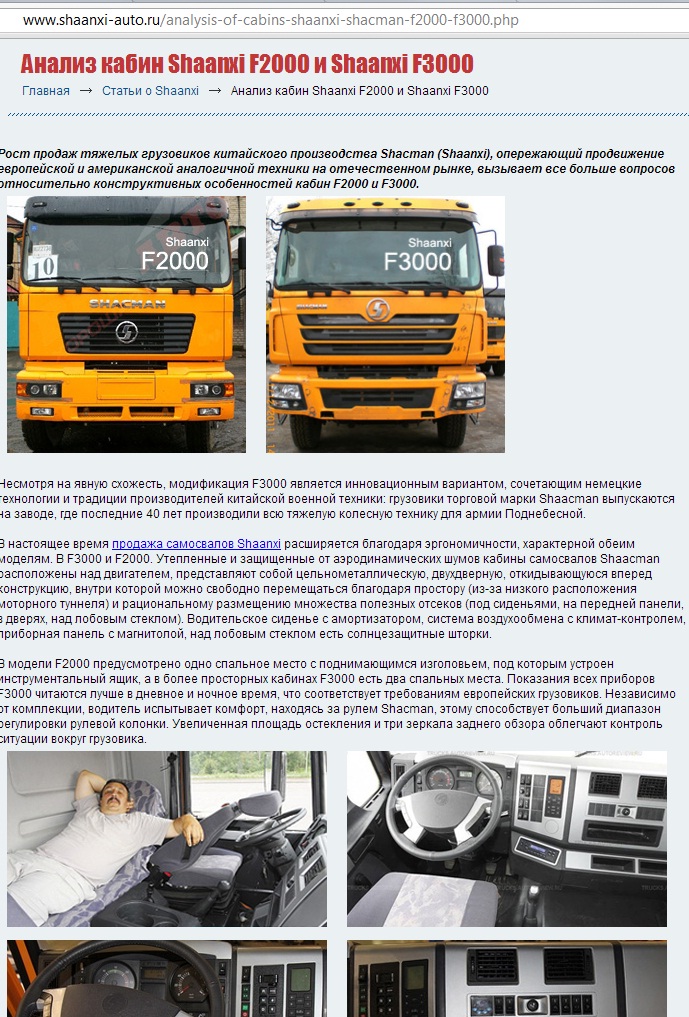 www.shaanxi-auto.ru/analysis-of-cabins-shaanxi-shacman-f2000-f3000.php
Анализ кабин Shaanxi F2000 и Shaanxi F3000
Главная → Статьи о Shaanxi → Анализ кабин Shaanxi F2000 и Shaanxi F3000
Рост продаж тяжелых грузовиков китайского производства Shacman (Shaanxi), опережающий продвижение
европейской и американской аналогичной техники на отечественном рынке, вызывает все больше вопросов
относительно конструктивных особенностей кабин F2000 и F3000.
Shaanxi
F2000
10
SHACMAN
Shaanxi
F3000
SHACMAN
Несмотря на явную схожесть, модификация F3000 является инновационным вариантом, сочетающим немецкие
технологии и традиции производителей китайской военной техники: грузовики торговой марки Shaacman выпускаются
на заводе, где последние 40 лет производили всю тяжелую колесную технику для армии Поднебесной.
В настоящее время продажа самосвалов Shaanxi расширяется благодаря эргономичности, характерной обеим
моделям. В F3000 и F2000. Утепленные и защищенные от аэродинамических шумов кабины самосвалов Shaacman
расположены над двигателем, представляют собой цельнометаллическую, двухдверную, откидывающуюся вперед
конструкцию, внутри которой можно свободно перемещаться благодаря простору (из-за низкого расположения
моторного туннеля) и рациональному размещению множества полезных отсеков (под сиденьями, на передней панели,
в дверях, над лобовым стеклом). Водительское сиденье с амортизатором, система воздухообмена с климат-контролем,
приборная панель с магнитолой, над лобовым стеклом есть солнцезащитные шторки.
В модели F2000 предусмотрено одно спальное место с поднимающимся изголовьем, под которым устроен
инструментальный ящик, а в более просторных кабинах F3000 есть два спальных места. Показания всех приборов
F3000 читаются лучше в дневное и ночное время, что соответствует требованиям европейских грузовиков. Независимо
от комплекции, водитель испытывает комфорт, находясь за рулем Shacman, этому способствует больший диапазон
регулировки рулевой колонки. Увеличенная площадь остекления и три зеркала заднего обзора облегчают контроль
ситуации вокруг грузовика.